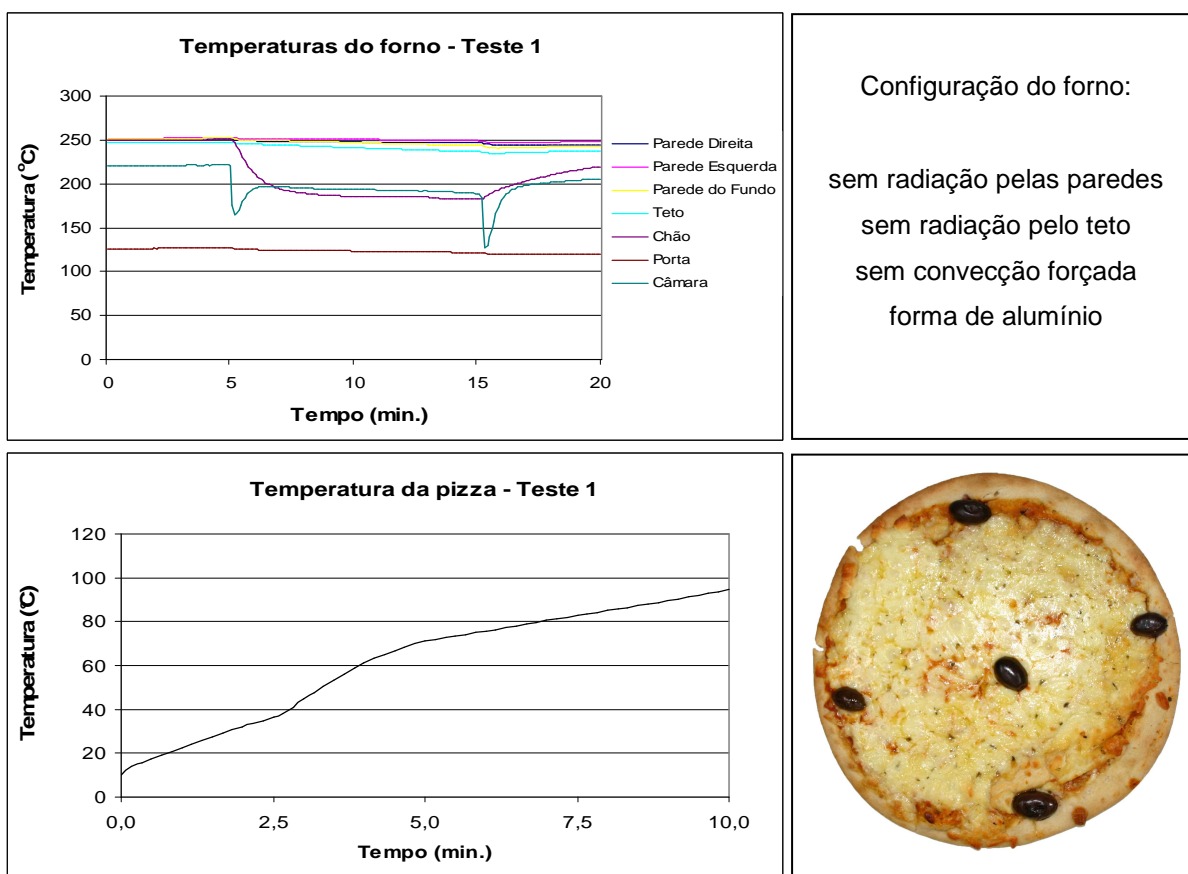 Temperaturas do forno - Teste 1
Temperatura ( °C)
300
250
200
150
100
50
0
0
5
10
15
20
Tempo (min.)
Parede Direita
Parede Esquerda
Parede do Fundo
Teto
Chão
Porta
Câmara
Configuração do forno:
sem radiação pelas paredes
sem radiação pelo teto
sem convecção forçada
forma de alumínio
Temperatura da pizza - Teste 1
Temperatura (°C)
120
100
80
60
40
20
0
0,0
2,5
5,0
7,5
10,0
Tempo (min.)